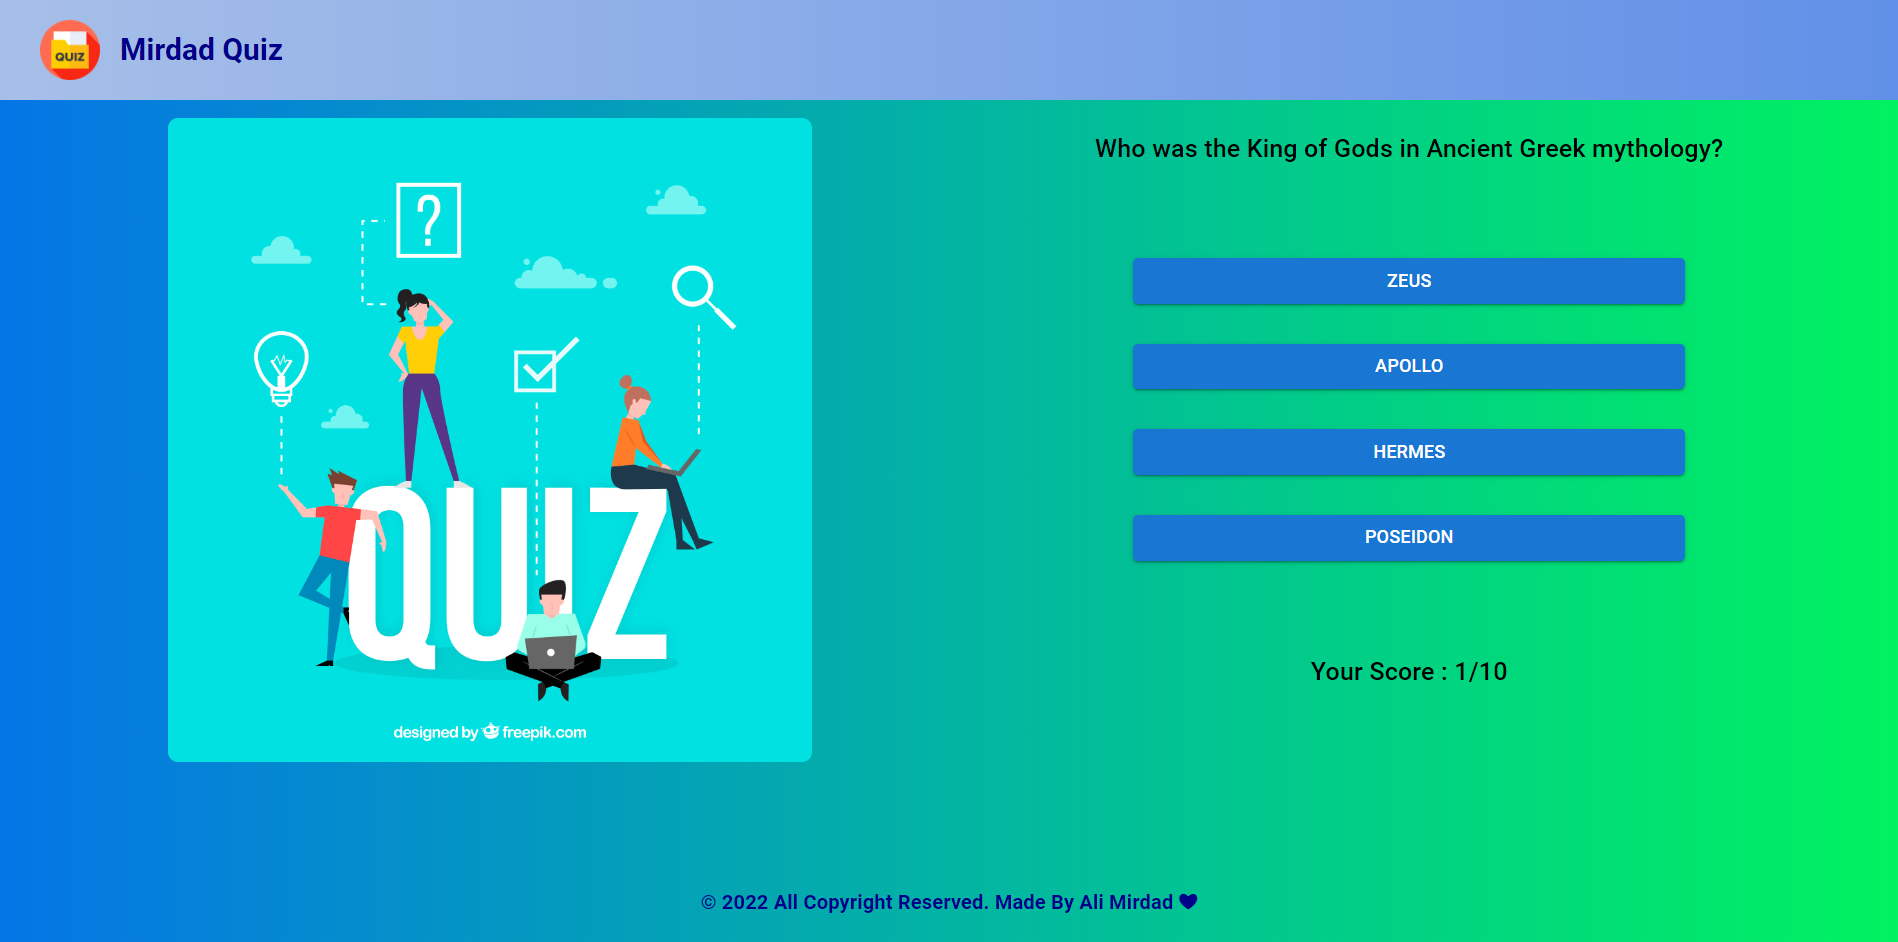 QUIZ
Mirdad Quiz
?
QUIZ
designed by freepik.com
Who was the King of Gods in Ancient Greek mythology?
ZEUS
APOLLO
HERMES
POSEIDON
Your Score : 1/10
© 2022 All Copyright Reserved. Made By Ali Mirdad